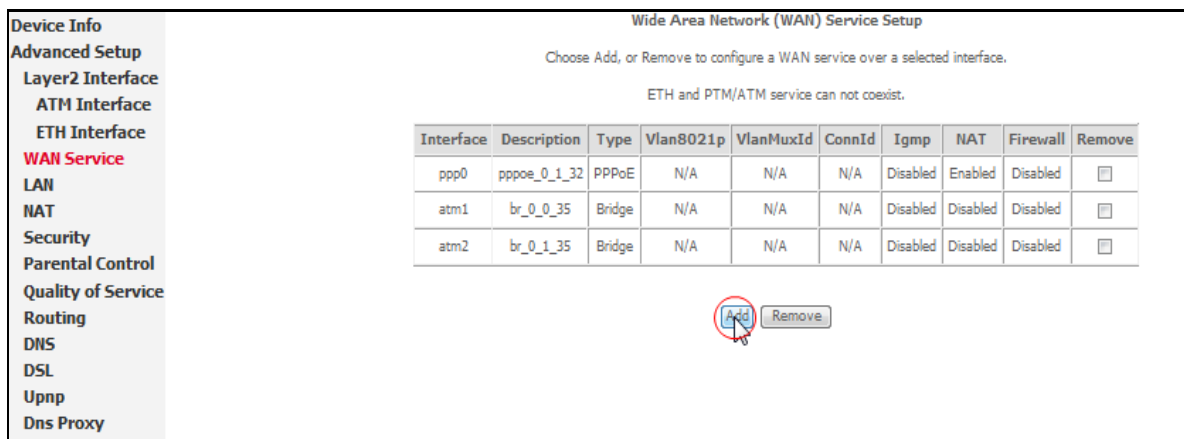 Device Info
Advanced Setup
Layer2 Interface
ATM Interface
ETH Interface
WAN Service
LAN
NAT
Security
Parental Control
Quality of Service
Routing
DNS
DSL
Upnp
Dns Proxy
Wide Area Network (WAN) Service Setup
Choose Add, or Remove to configure a WAN service over a selected interface.
ETH and PTM/ATM service can not coexist.
Interface Description Type Vlan8021p VlanMuxId ConnId Igmp NAT Firewall Remove
ppp0 pppoe_0_1_32 PPPoE N/A N/A N/A Disabled Enabled Disabled
atm1 br_0_0_35 Bridge N/A N/A N/A Disabled Disabled Disabled
atm2 br_0_1_35 Bridge N/A N/A N/A Disabled Disabled Disabled
Add Remove